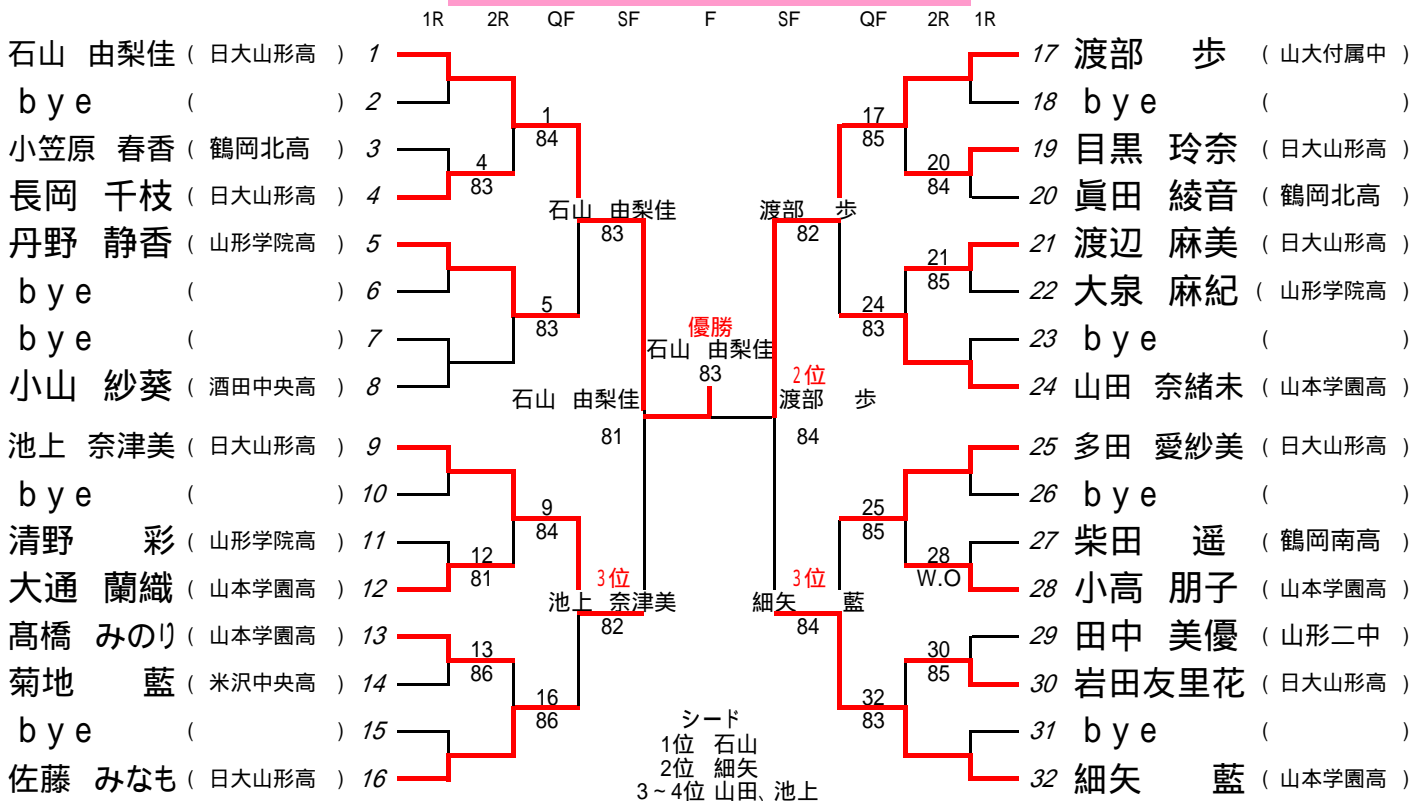 1R 2R QF SF F SF QF 2R 1R
石山 由梨佳 ( 日大山形高 ) 1
bye ( ) 2
小笠原 春香 ( 鶴岡北高 ) 3
長岡 千枝 ( 日大山形高 ) 4
丹野 静香 ( 山形学院高 ) 5
bye ( ) 6
bye ( ) 7
小山 紗葵 ( 酒田中央高 ) 8
池上 奈津美 ( 日大山形高 ) 9
bye ( ) 10
清野 彩 ( 山形学院高 ) 11
大通 蘭織 ( 山本学園高 ) 12
髙橋 みのり ( 山本学園高 ) 13
菊地 藍 ( 米沢中央高 ) 14
bye ( ) 15
佐藤 みなも ( 日大山形高 ) 16
4
83
12
81
13
86
1
84
5
83
9
84
16
86
石山 由梨佳
83
3位
池上 奈津美
82
石山 由梨佳
81
優勝
石山 由梨佳
83
2位
渡部 歩
84
渡部 歩
82
3位
細矢 藍
84
17
85
24
83
25
85
32
83
20
84
21
85
28
W.O
30
85
17 渡部 歩 ( 山大付属中 )
18 bye ( )
19 目黒 玲奈 ( 日大山形高 )
20 眞田 綾音 ( 鶴岡北高 )
21 渡辺 麻美 ( 日大山形高 )
22 大泉 麻紀 ( 山形学院高 )
23 bye ( )
24 山田 奈緒未 ( 山本学園高 )
25 多田 愛紗美 ( 日大山形高 )
26 bye ( )
27 柴田 遥 ( 鶴岡南高 )
28 小高 朋子 ( 山本学園高 )
29 田中 美優 ( 山形二中 )
30 岩田友里花 ( 日大山形高 )
31 bye ( )
32 細矢 藍 ( 山本学園高 )
シード
1位 石山
2位 細矢
3~4位 山田、池上